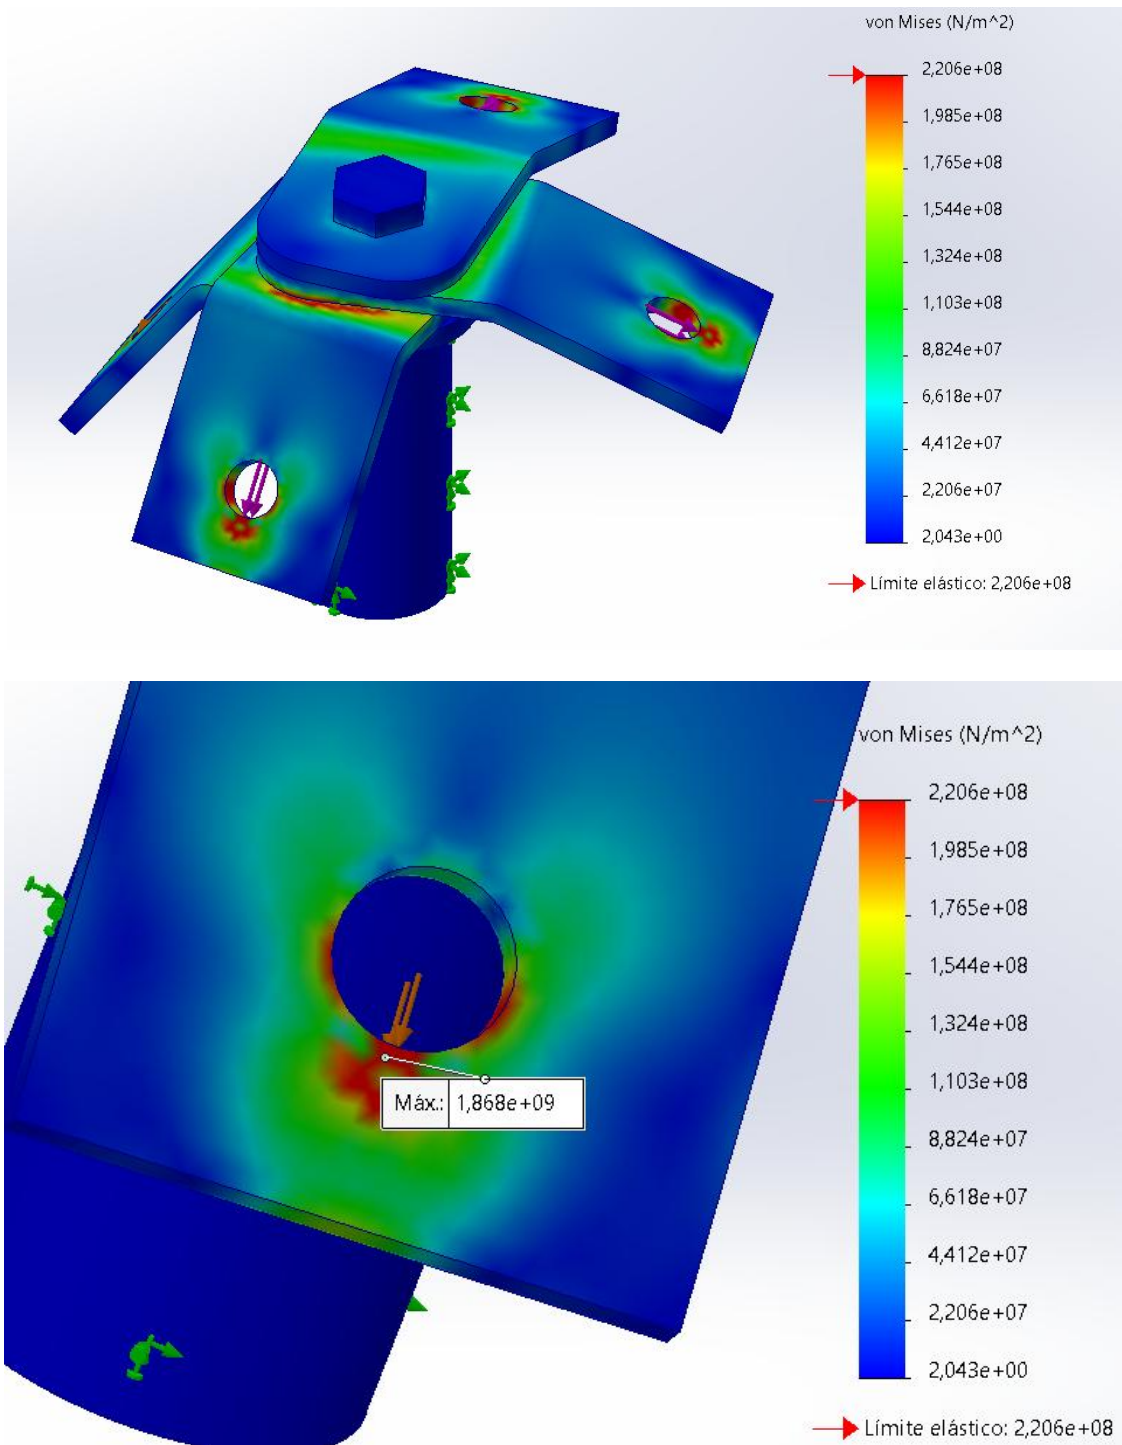 von Mises (N/m^2)
2,206e+08
1,985e+08
1,765e+08
1,544e+08
1,324e+08
1,103e+08
8,824e+07
6,618e+07
4,412e+07
2,206e+07
2,043e+00
Límite elástico: 2,206e+08
von Mises (N/m^2)
2,206e+08
1,985e+08
1,765e+08
1,544e+08
1,324e+08
1,103e+08
8,824e+07
6,618e+07
4,412e+07
2,206e+07
2,043e+00
Máx.: 1,868e+09
Límite elástico: 2,206e+08